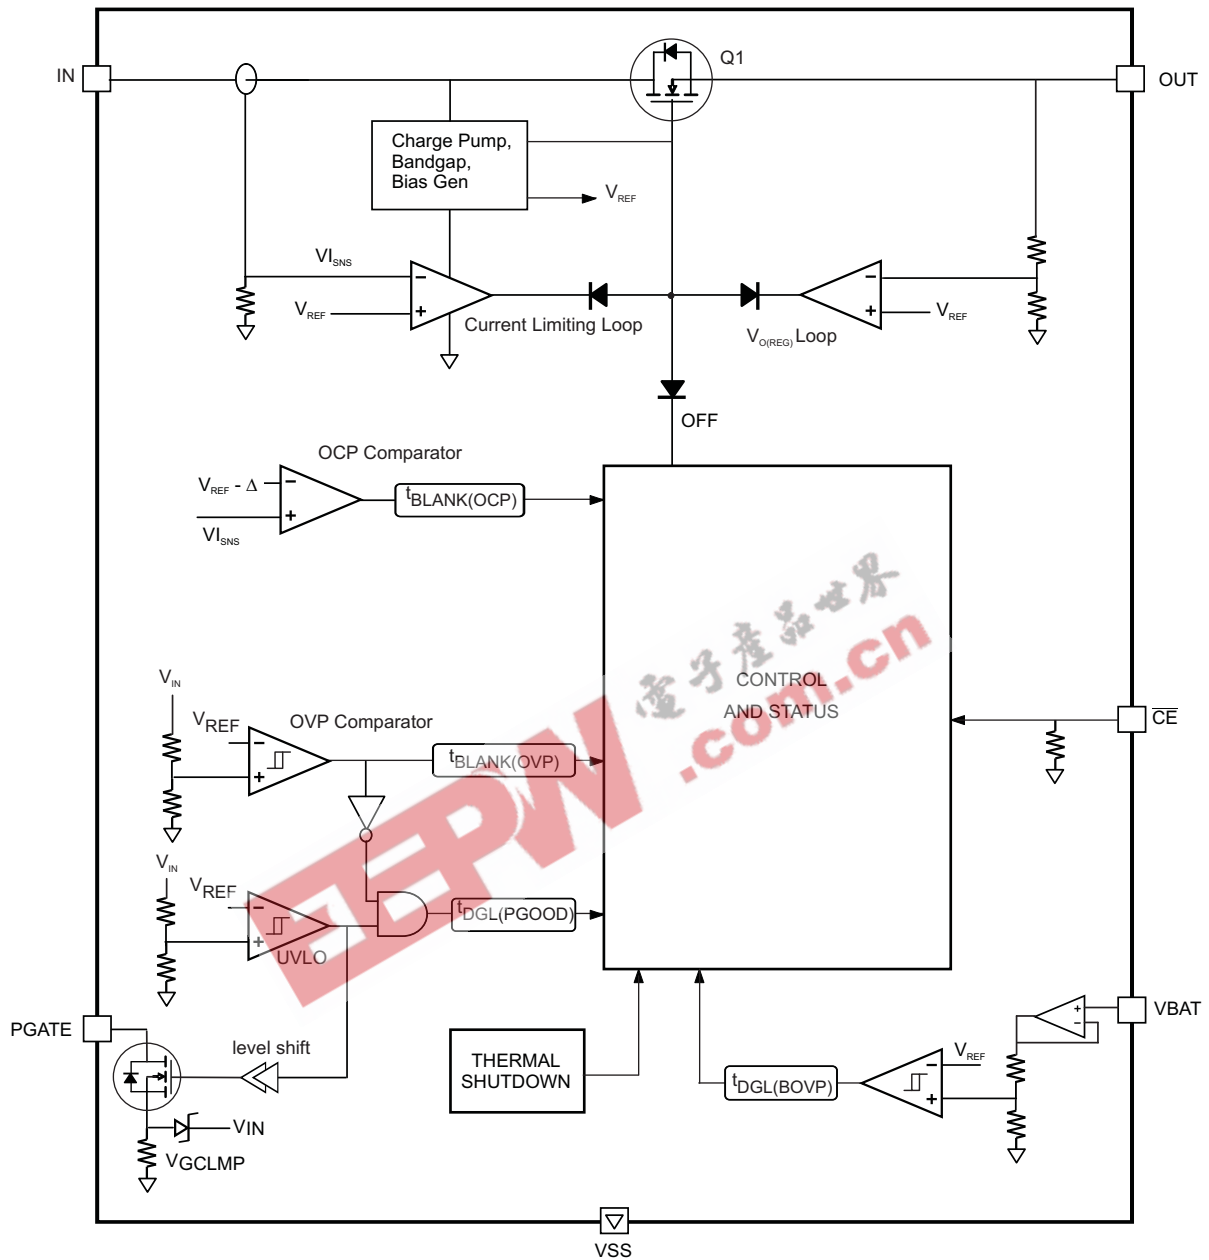 IN
Q1
OUT
Charge Pump,
Bandgap,
Bias Gen
VREF
VISNS
VREF
Current Limiting Loop
VO(REG) Loop
VREF
OFF
OCP Comparator
VREF - Δ
VISNS
tBLANK(OCP)
CONTROL
AND STATUS
VIN
VREF
OVP Comparator
tBLANK(OVP)
CE
VIN
VREF
UVLO
tDGL(PGOOD)
PGATE
level shift
VIN
VGCLMP
THERMAL
SHUTDOWN
tDGL(BOVP)
VREF
VBAT
VSS
電子產品世界
EEPW
.com.cn